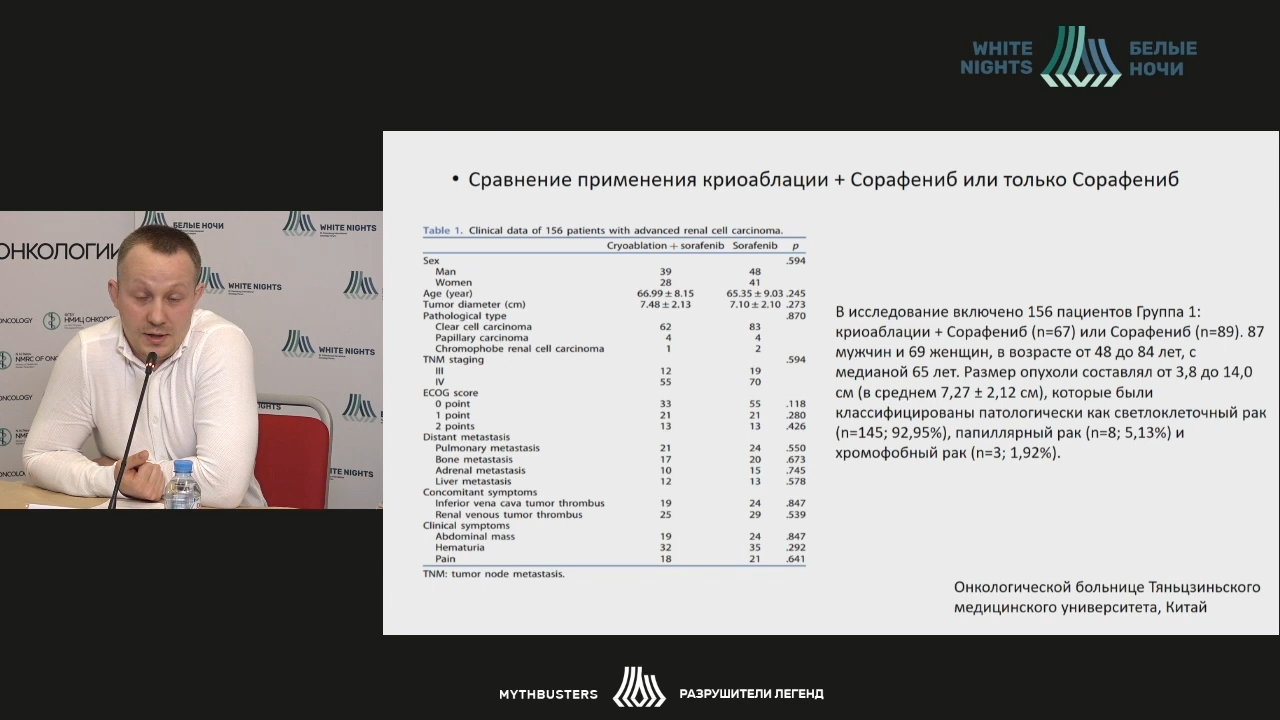 WHITE
NIGHTS
БЕЛЫЕ
НОЧИ
• Сравнение применения криоаблации + Сорафениб или только Сорафениб
Table 1. Clinical data of 156 patients with advanced renal cell carcinoma.
Cryoablation + sorafenib Sorafenib p
Sex .594
Man 39 48
Women 28 41
Age (year) 66.99 ± 8.15 65.35 ± 9.03 .245
Tumor diameter (cm) 7.48 ± 2.13 7.10 ± 2.10 .273
Pathological type .870
Clear cell carcinoma 62 83
Papillary carcinoma 4 4
Chromophobe renal cell carcinoma 1 2
TNM staging .594
III 12 19
IV 55 70
ECOG score
0 point 33 55 .118
1 point 21 21 .280
2 points 13 13 .426
Distant metastasis
Pulmonary metastasis 21 24 .550
Bone metastasis 17 20 .673
Adrenal metastasis 10 15 .745
Liver metastasis 12 13 .578
Concomitant symptoms
Inferior vena cava tumor thrombus 19 24 .847
Renal venous tumor thrombus 25 29 .539
Clinical symptoms
Abdominal mass 19 24 .847
Hematuria 32 35 .292
Pain 18 21 .641
TNM: tumor node metastasis.
В исследование включено 156 пациентов Группа 1:
криоаблации + Сорафениб (n=67) или Сорафениб (n=89). 87
мужчин и 69 женщин, в возрасте от 48 до 84 лет, с
медианой 65 лет. Размер опухоли составлял от 3,8 до 14,0
см (в среднем 7,27 ± 2,12 см), которые были
классифицированы патологически как светлоклеточный рак
(n=145; 92,95%), папиллярный рак (n=8; 5,13%) и
хромофобный рак (n=3; 1,92%).
Онкологической больнице Тяньцзиньского
медицинского университета, Китай
БЕЛЫЕ НОЧИ
WHITE NIGHTS
ОНКОЛОГИИ
WHITE NIGHTS
ONCOLOGY
НМИЦ ОНКОЛОГИИ
WHITE NIGHTS
NMRC OF ONCOLOGY
WHITE NIGHTS
MYTHBUSTERS
РАЗРУШИТЕЛИ ЛЕГЕНД